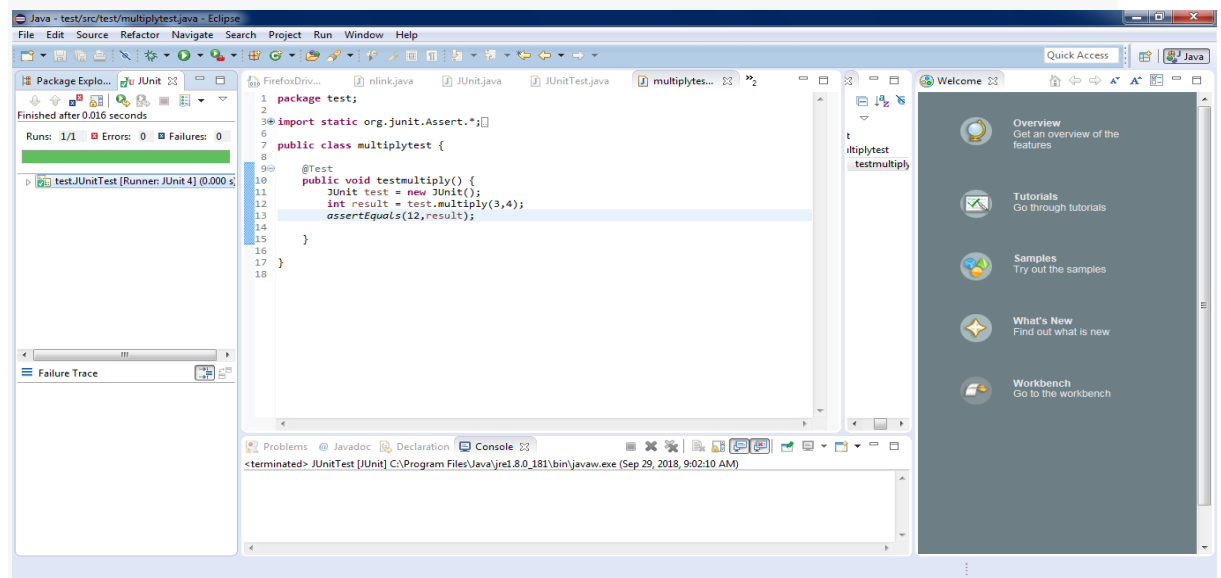 Java - test/src/test/multiplytest.java - Eclipse
File Edit Source Refactor Navigate Search Project Run Window Help
Quick Access
Java
Package Explo... JUnit
Finished after 0.016 seconds
Runs: 1/1 Errors: 0 Failures: 0
test.JUnitTest [Runner: JUnit 4] (0.000 s
Failure Trace
FirefoxDriv... nlink.java JUnit.java JUnitTest.java multiplytes... »2
1 package test;
2
3 import static org.junit.Assert.*;
6
7 public class multiplytest {
8
9 @Test
10 public void testmultiply() {
11 JUnit test = new JUnit();
12 int result = test.multiply(3,4);
13 assertEquals(12,result);
14
15 }
16
17 }
18
t
ltiplytest
testmultiply
Problems @ Javadoc Declaration Console
<terminated> JUnitTest [JUnit] C:\Program Files\Java\jre1.8.0_181\bin\javaw.exe (Sep 29, 2018, 9:02:10 AM)
Welcome
Overview
Get an overview of the
features
Tutorials
Go through tutorials
Samples
Try out the samples
What's New
Find out what is new
Workbench
Go to the workbench